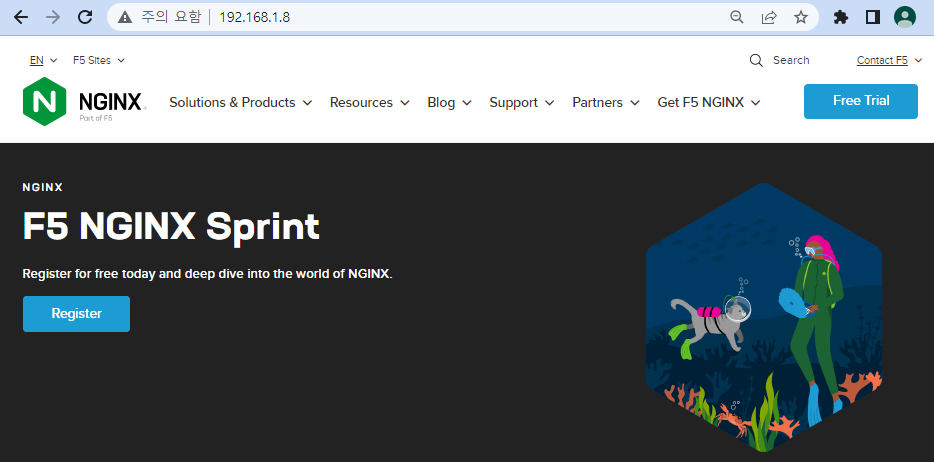 주의 요함 192.168.1.8
EN F5 Sites Search Contact F5
N NGINX
Part of F5
Solutions & Products Resources Blog Support Partners Get F5 NGINX Free Trial
NGINX
F5 NGINX Sprint
Register for free today and deep dive into the world of NGINX.
Register